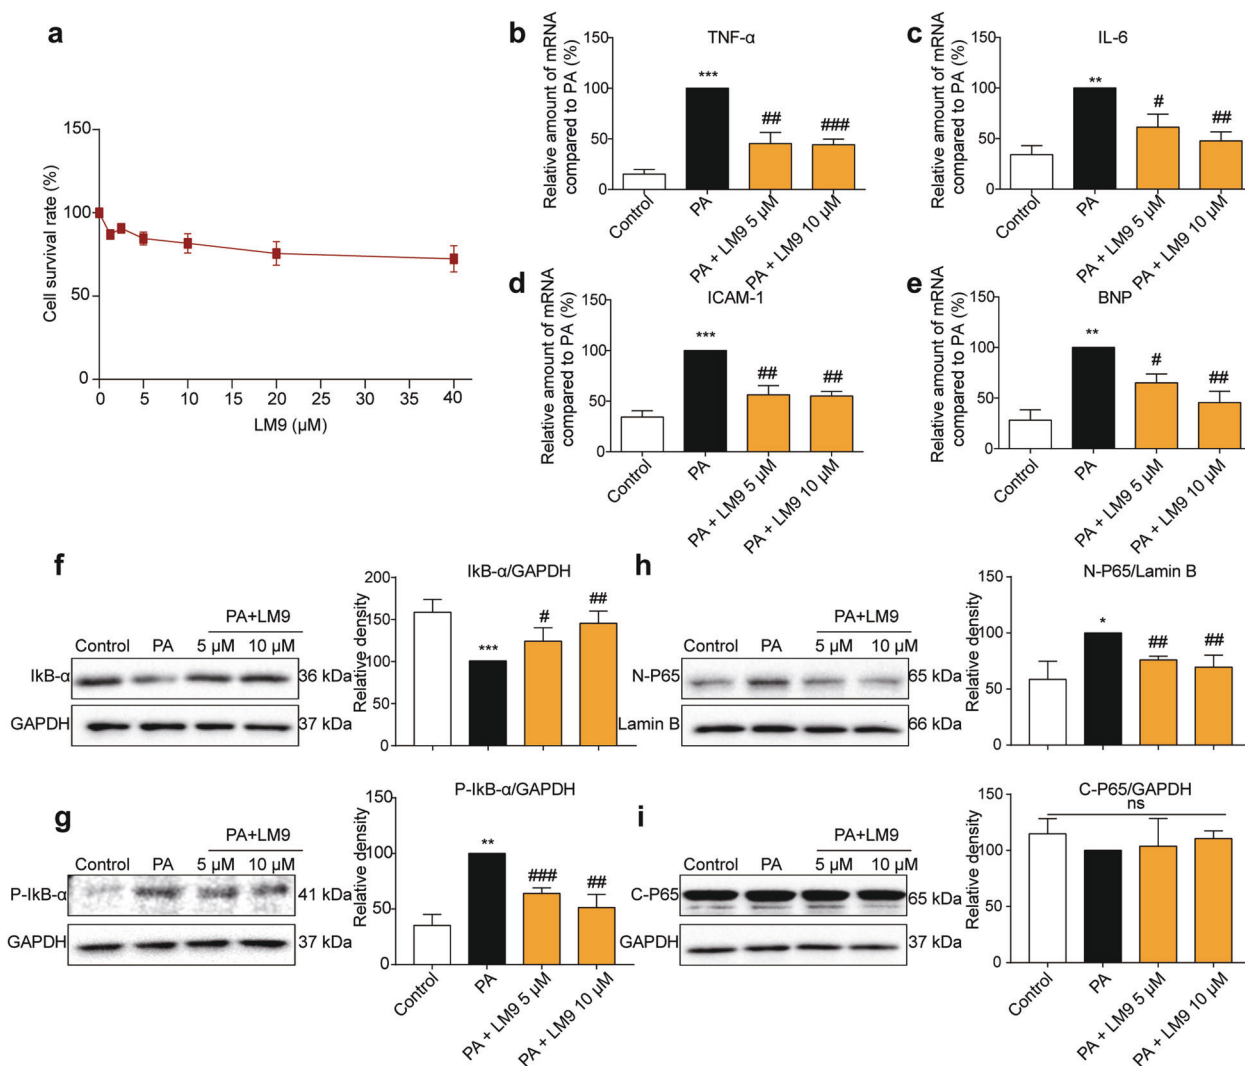 a
150
100
50
0
Cell survival rate (%)
0 5 10 15 20 25 30 35 40
LM9 (µM)
b
TNF-α
Relative amount of mRNA
compared to PA (%)
150
100
50
0
***
##
###
Control
PA
PA + LM9 5 µM
PA + LM9 10 µM
c
IL-6
Relative amount of mRNA
compared to PA (%)
150
100
50
0
**
#
##
Control
PA
PA + LM9 5 µM
PA + LM9 10 µM
d
ICAM-1
Relative amount of mRNA
compared to PA (%)
150
100
50
0
***
##
##
Control
PA
PA + LM9 5 µM
PA + LM9 10 µM
e
BNP
Relative amount of mRNA
compared to PA (%)
150
100
50
0
**
#
##
Control
PA
PA + LM9 5 µM
PA + LM9 10 µM
f
PA+LM9
Control PA 5 µM 10 µM
IkB-α 36 kDa
GAPDH 37 kDa
IkB-α/GAPDH
Relative density
200
150
100
50
0
***
#
##
g
PA+LM9
Control PA 5 µM 10 µM
P-IkB-α 41 kDa
GAPDH 37 kDa
P-IkB-α/GAPDH
Relative density
150
100
50
0
**
###
##
Control
PA
PA + LM9 5 µM
PA + LM9 10 µM
h
PA+LM9
Control PA 5 µM 10 µM
N-P65 65 kDa
Lamin B 66 kDa
N-P65/Lamin B
Relative density
150
100
50
0
*
##
##
i
PA+LM9
Control PA 5 µM 10 µM
C-P65 65 kDa
GAPDH 37 kDa
C-P65/GAPDH
ns
Relative density
150
100
50
0
Control
PA
PA + LM9 5 µM
PA + LM9 10 µM